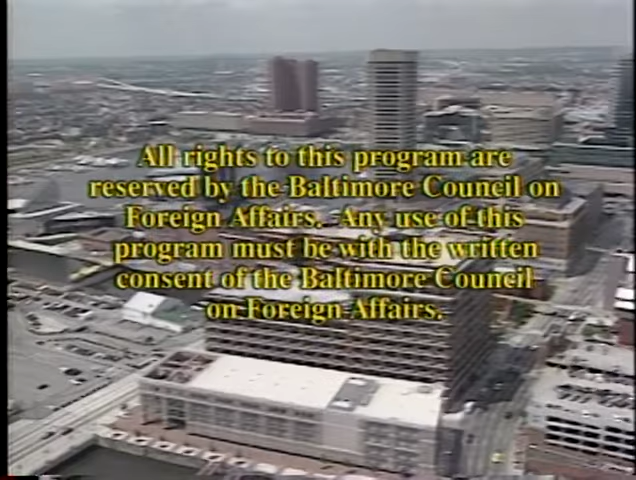 All rights to this program are
reserved by the Baltimore Council on
Foreign Affairs. Any use of this
program must be with the written
consent of the Baltimore Council
on Foreign Affairs.